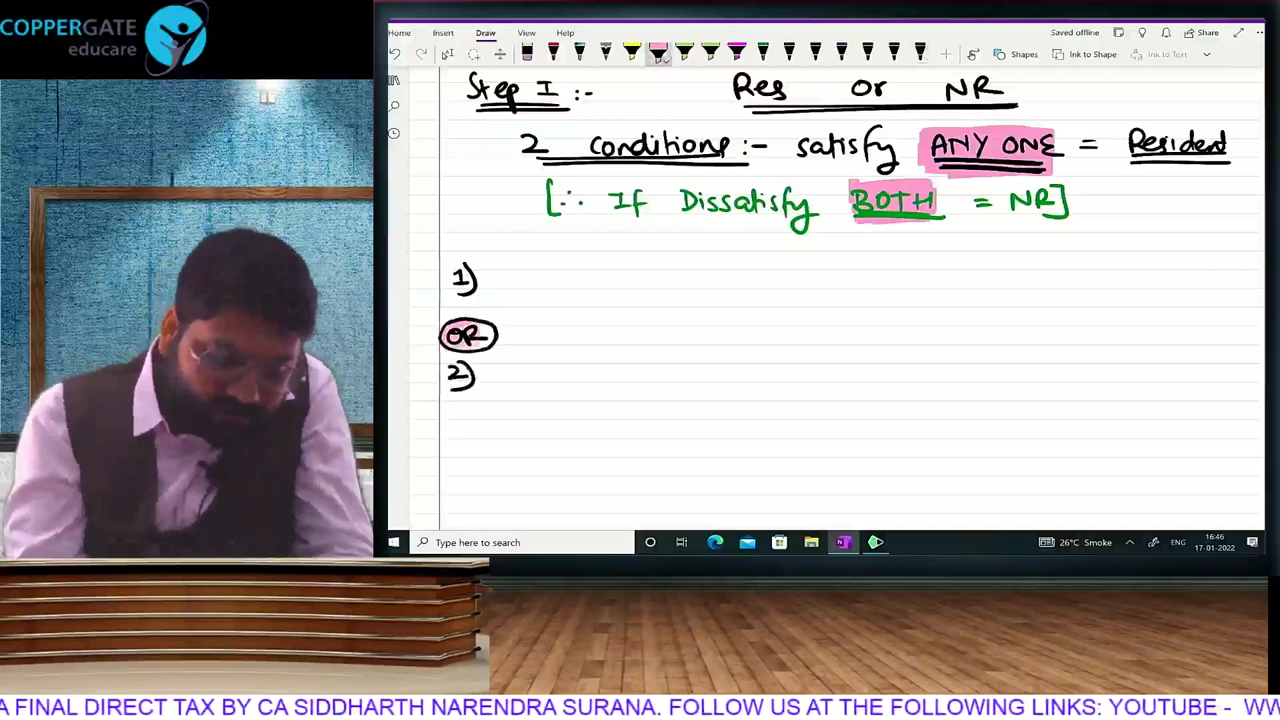 COPPERGATE
educare
Home Insert Draw View Help
Saved offline
Share
Shapes
Ink to Shape
Ink to Text
Step I :- Res Or NR
2 conditions :- satisfy ANY ONE = Resident
[∴ If Dissatisfy BOTH = NR]
1)
OR
2)
Type here to search
26°C Smoke
ENG
16:46
17-01-2022
A FINAL DIRECT TAX BY CA SIDDHARTH NARENDRA SURANA. FOLLOW US AT THE FOLLOWING LINKS: YOUTUBE - WW